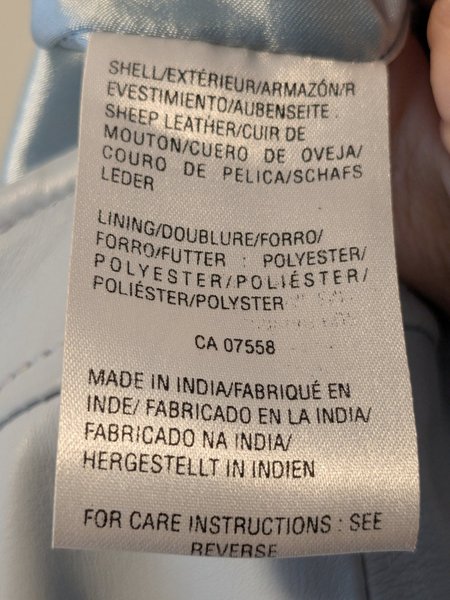 SHELL/EXTÉRIEUR/ARMAZÓN/R
EVESTIMIENTO/AUBENSEITE :
SHEEP LEATHER/CUIR DE
MOUTON/CUERO DE OVEJA/
COURO DE PELICA/SCHAFS
LEDER
LINING/DOUBLURE/FORRO/
FORRO/FUTTER : POLYESTER/
POLYESTER/POLIÉSTER/
POLIÉSTER/POLYSTER
CA 07558
MADE IN INDIA/FABRIQUÉ EN
INDE/ FABRICADO EN LA INDIA/
FABRICADO NA INDIA/
HERGESTELLT IN INDIEN
FOR CARE INSTRUCTIONS : SEE
REVERSE